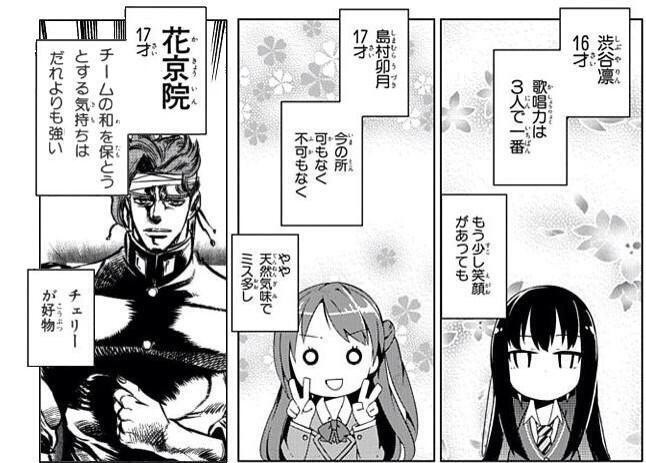 渋谷凛
16才
歌唱力は
3人で一番
もう少し笑顔
があっても
島村卯月
17才
今の所
可もなく
不可もなく
やや
天然気味で
ミス多し
花京院
17才
チームの和を保とう
とする気持ちは
だれよりも強い
チェリー
が好物